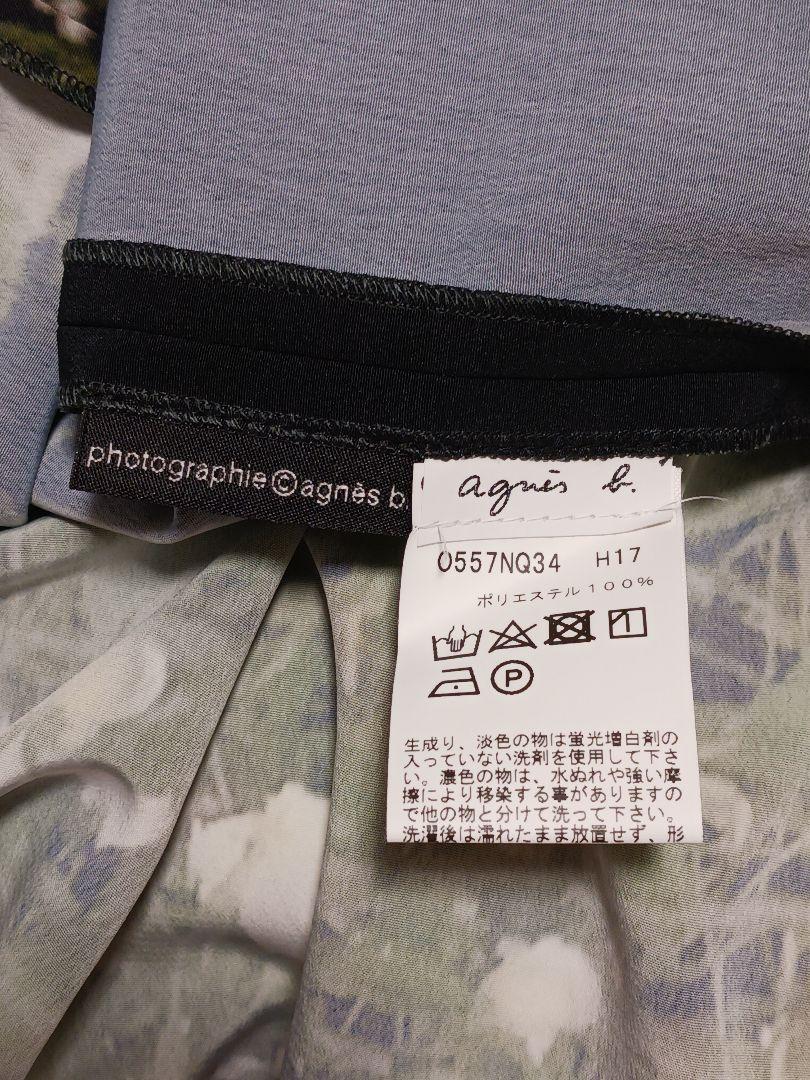 photographie©agnès b.
agnès b.
0557NQ34 H17
ポリエステル100%
1
P
生成り、淡色の物は蛍光増白剤の
入っていない洗剤を使用して下さ
い。濃色の物は、水ぬれや強い摩
擦により移染する事がありますの
で他の物と分けて洗って下さい。
洗濯後は濡れたまま放置せず、形